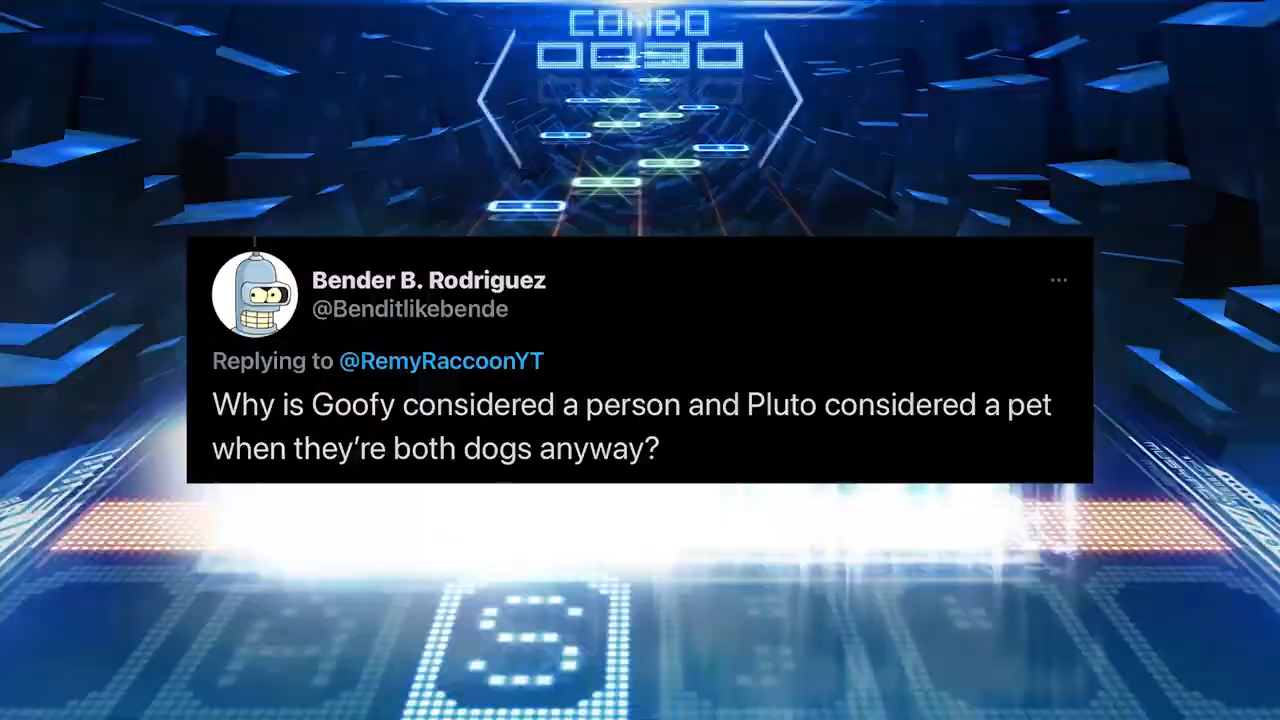 COMBO
0090
Bender B. Rodriguez
@Benditlikebende
Replying to @RemyRaccoonYT
Why is Goofy considered a person and Pluto considered a pet
when they’re both dogs anyway?
S